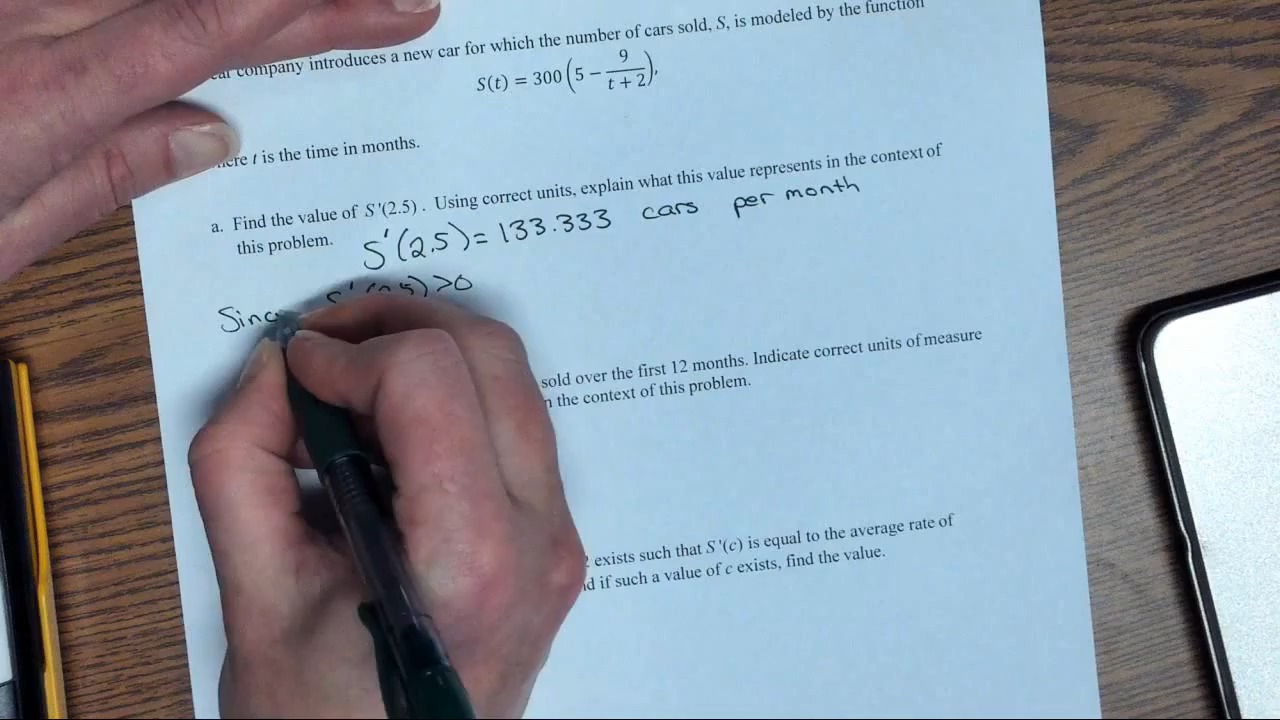 car company introduces a new car for which the number of cars sold, S, is modeled by the function
S(t) = 300(5 − 9/(t + 2)),
where t is the time in months.
a. Find the value of S'(2.5). Using correct units, explain what this value represents in the context of
this problem. S'(2.5) = 133.333 cars per month
Sinc S'(2.5) >0
sold over the first 12 months. Indicate correct units of measure
the context of this problem.
2 exists such that S'(c) is equal to the average rate of
if such a value of c exists, find the value.